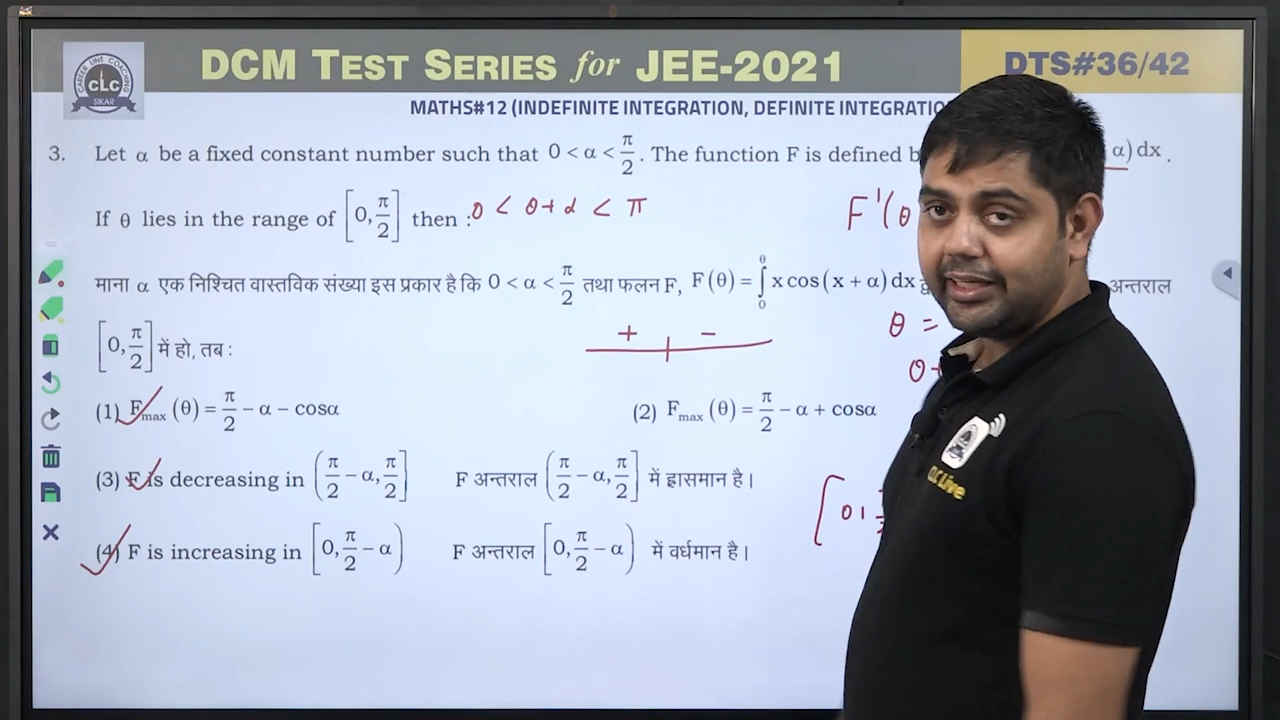 CAREER LINE COACHING
CLC
SIKAR
DCM TEST SERIES for JEE-2021
DTS#36/42
MATHS#12 (INDEFINITE INTEGRATION, DEFINITE
3. Let α be a fixed constant number such that 0 < α < π/2. The function F is defined α) dx .
If θ lies in the range of [0, π/2] then : 0 < θ + α < π F'(θ
माना α एक निश्चित वास्तविक संख्या इस प्रकार है कि 0 < α < π/2 तथा फलन F, F(θ) = ∫₀^θ x cos(x + α) dx अन्तराल
+ − θ =
[0, π/2] में हो, तब :
(1) Fmax (θ) = π/2 − α − cosα
(2) Fmax (θ) = π/2 − α + cosα
(3) F is decreasing in (π/2 − α, π/2] F अन्तराल (π/2 − α, π/2] में ह्रासमान है।
[0,
(4) F is increasing in [0, π/2 − α) F अन्तराल [0, π/2 − α) में वर्धमान है।
CLC Live